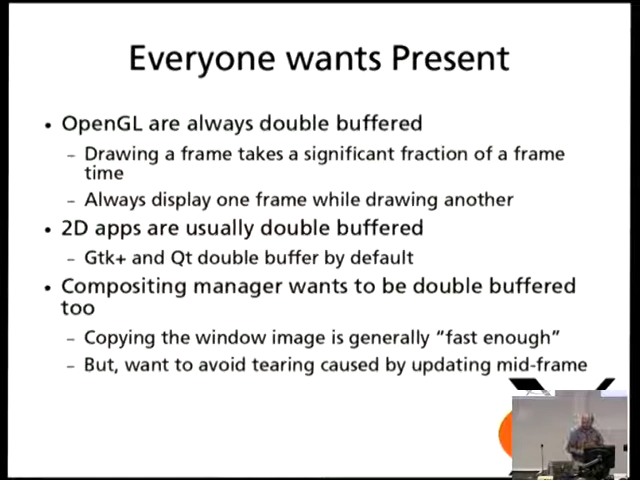 Everyone wants Present
• OpenGL are always double buffered
– Drawing a frame takes a significant fraction of a frame
time
– Always display one frame while drawing another
• 2D apps are usually double buffered
– Gtk+ and Qt double buffer by default
• Compositing manager wants to be double buffered
too
– Copying the window image is generally “fast enough”
– But, want to avoid tearing caused by updating mid-frame